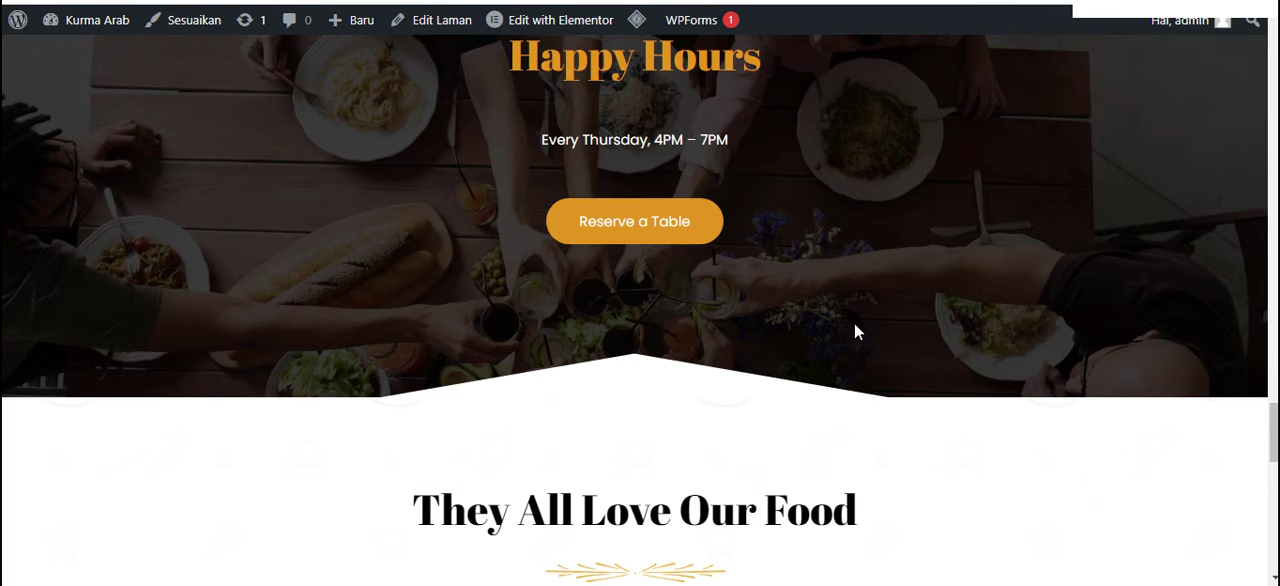 Kurma Arab Sesuaikan 1 0 Baru Edit Laman Edit with Elementor WPForms 1 Hai, admin
Happy Hours
Every Thursday, 4PM – 7PM
Reserve a Table
They All Love Our Food